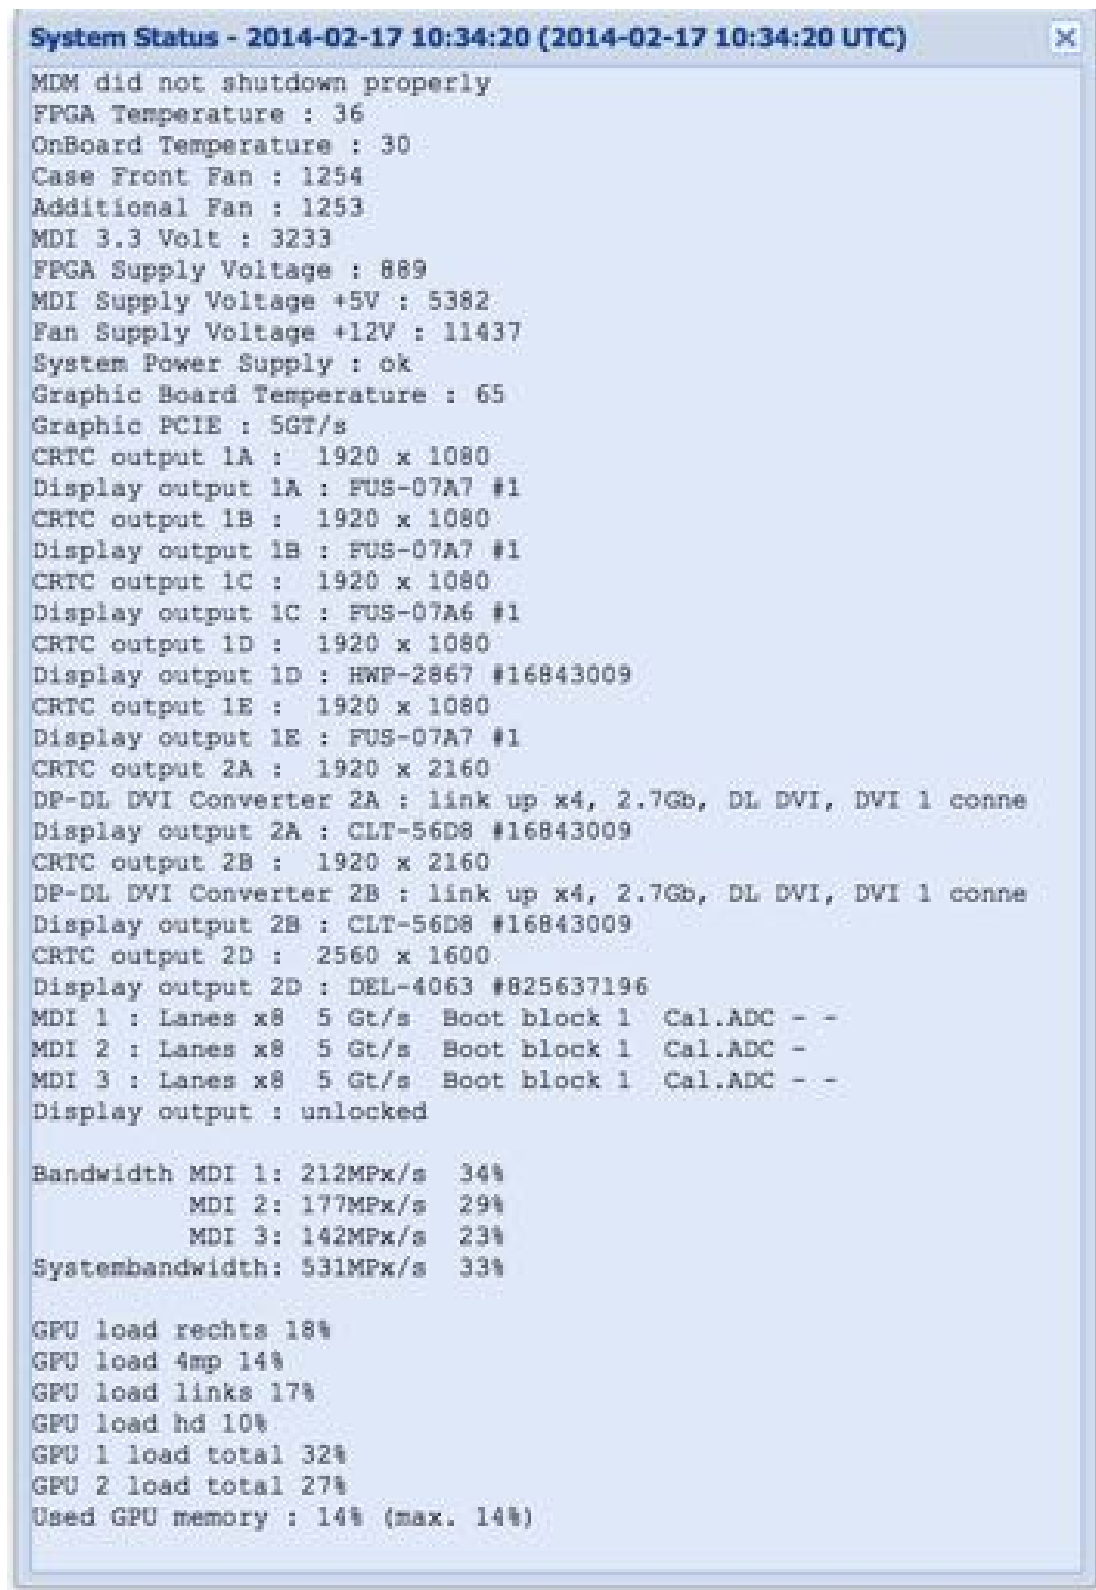 System Status - 2014-02-17 10:34:20 (2014-02-17 10:34:20 UTC)
MDM did not shutdown properly
FPGA Temperature : 36
OnBoard Temperature : 30
Case Front Fan : 1254
Additional Fan : 1253
MDI 3.3 Volt : 3233
FPGA Supply Voltage : 889
MDI Supply Voltage +5V : 5382
Fan Supply Voltage +12V : 11437
System Power Supply : ok
Graphic Board Temperature : 65
Graphic PCIE : 5GT/s
CRTC output 1A :  1920 x 1080
Display output 1A : FUS-07A7 #1
CRTC output 1B :  1920 x 1080
Display output 1B : FUS-07A7 #1
CRTC output 1C :  1920 x 1080
Display output 1C : FUS-07A6 #1
CRTC output 1D :  1920 x 1080
Display output 1D : HWP-2867 #16843009
CRTC output 1E :  1920 x 1080
Display output 1E : FUS-07A7 #1
CRTC output 2A :  1920 x 2160
DP-DL DVI Converter 2A : link up x4, 2.7Gb, DL DVI, DVI 1 conne
Display output 2A : CLT-56D8 #16843009
CRTC output 2B :  1920 x 2160
DP-DL DVI Converter 2B : link up x4, 2.7Gb, DL DVI, DVI 1 conne
Display output 2B : CLT-56D8 #16843009
CRTC output 2D :  2560 x 1600
Display output 2D : DEL-4063 #825637196
MDI 1 : Lanes x8  5 Gt/s  Boot block 1  Cal.ADC - -
MDI 2 : Lanes x8  5 Gt/s  Boot block 1  Cal.ADC -
MDI 3 : Lanes x8  5 Gt/s  Boot block 1  Cal.ADC - -
Display output : unlocked
Bandwidth MDI 1: 212MPx/s  34%
MDI 2: 177MPx/s  29%
MDI 3: 142MPx/s  23%
Systembandwidth: 531MPx/s  33%
GPU load rechts 18%
GPU load 4mp 14%
GPU load links 17%
GPU load hd 10%
GPU 1 load total 32%
GPU 2 load total 27%
Used GPU memory : 14% (max. 14%)